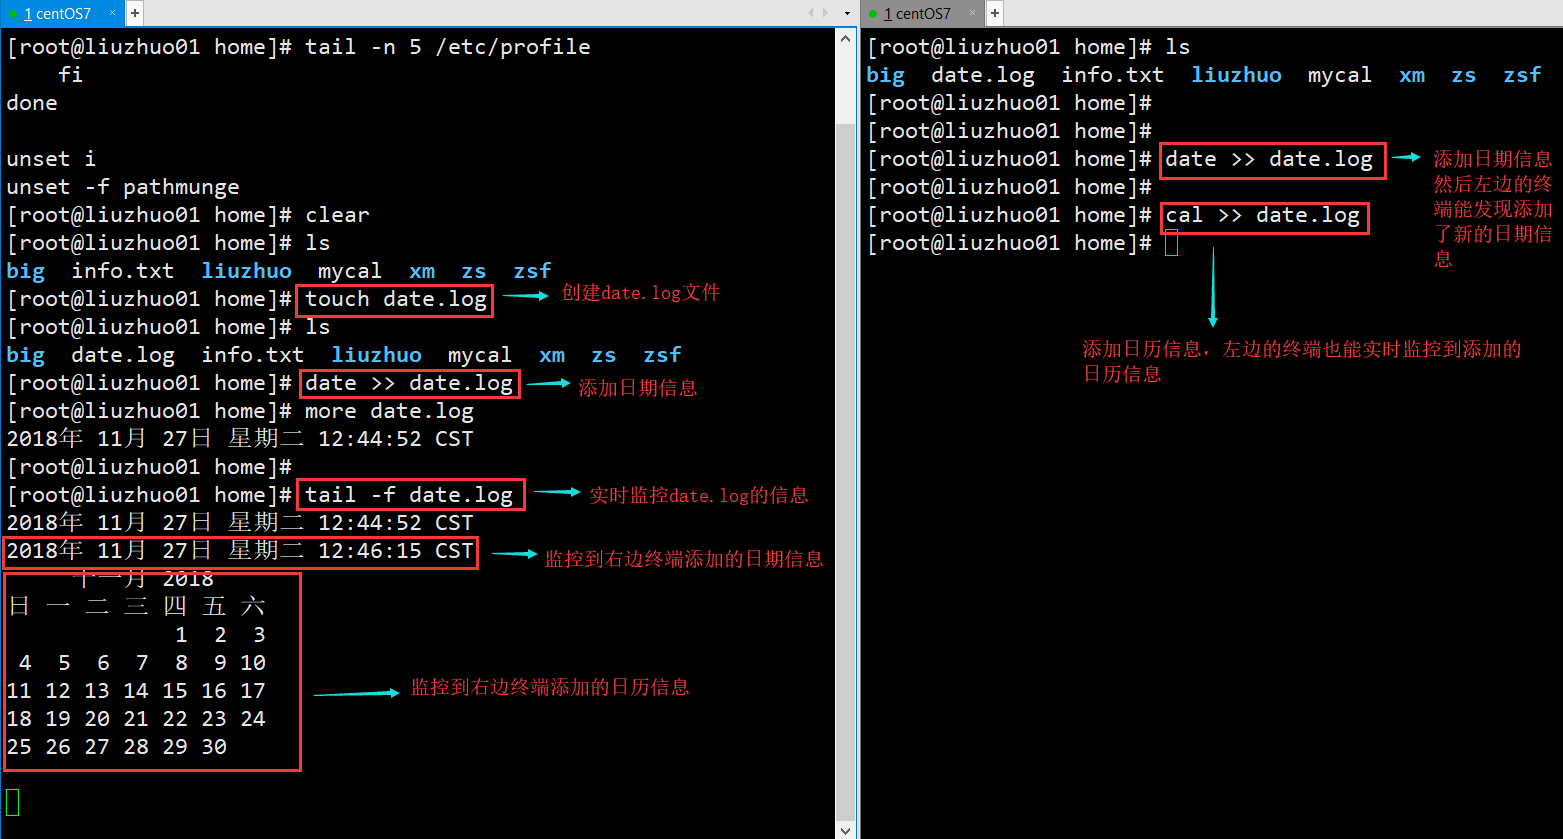 1 centOS7 × +
[root@liuzhuo01 home]# tail -n 5 /etc/profile
    fi
done
unset i
unset -f pathmunge
[root@liuzhuo01 home]# clear
[root@liuzhuo01 home]# ls
big  info.txt  liuzhuo  mycal  xm  zs  zsf
[root@liuzhuo01 home]# touch date.log
创建date.log文件
[root@liuzhuo01 home]# ls
big  date.log  info.txt  liuzhuo  mycal  xm  zs  zsf
[root@liuzhuo01 home]# date >> date.log
添加日期信息
[root@liuzhuo01 home]# more date.log
2018年 11月 27日 星期二 12:44:52 CST
[root@liuzhuo01 home]#
[root@liuzhuo01 home]# tail -f date.log
实时监控date.log的信息
2018年 11月 27日 星期二 12:44:52 CST
2018年 11月 27日 星期二 12:46:15 CST
监控到右边终端添加的日期信息
十一月 2018
日 一 二 三 四 五 六
1  2  3
4  5  6  7  8  9 10
11 12 13 14 15 16 17
18 19 20 21 22 23 24
25 26 27 28 29 30
监控到右边终端添加的日历信息
1 centOS7 × +
[root@liuzhuo01 home]# ls
big  date.log  info.txt  liuzhuo  mycal  xm  zs  zsf
[root@liuzhuo01 home]#
[root@liuzhuo01 home]#
[root@liuzhuo01 home]# date >> date.log
添加日期信息
然后左边的终
端能发现添加
了新的日期信
息
[root@liuzhuo01 home]#
[root@liuzhuo01 home]# cal >> date.log
[root@liuzhuo01 home]#
添加日历信息，左边的终端也能实时监控到添加的
日历信息